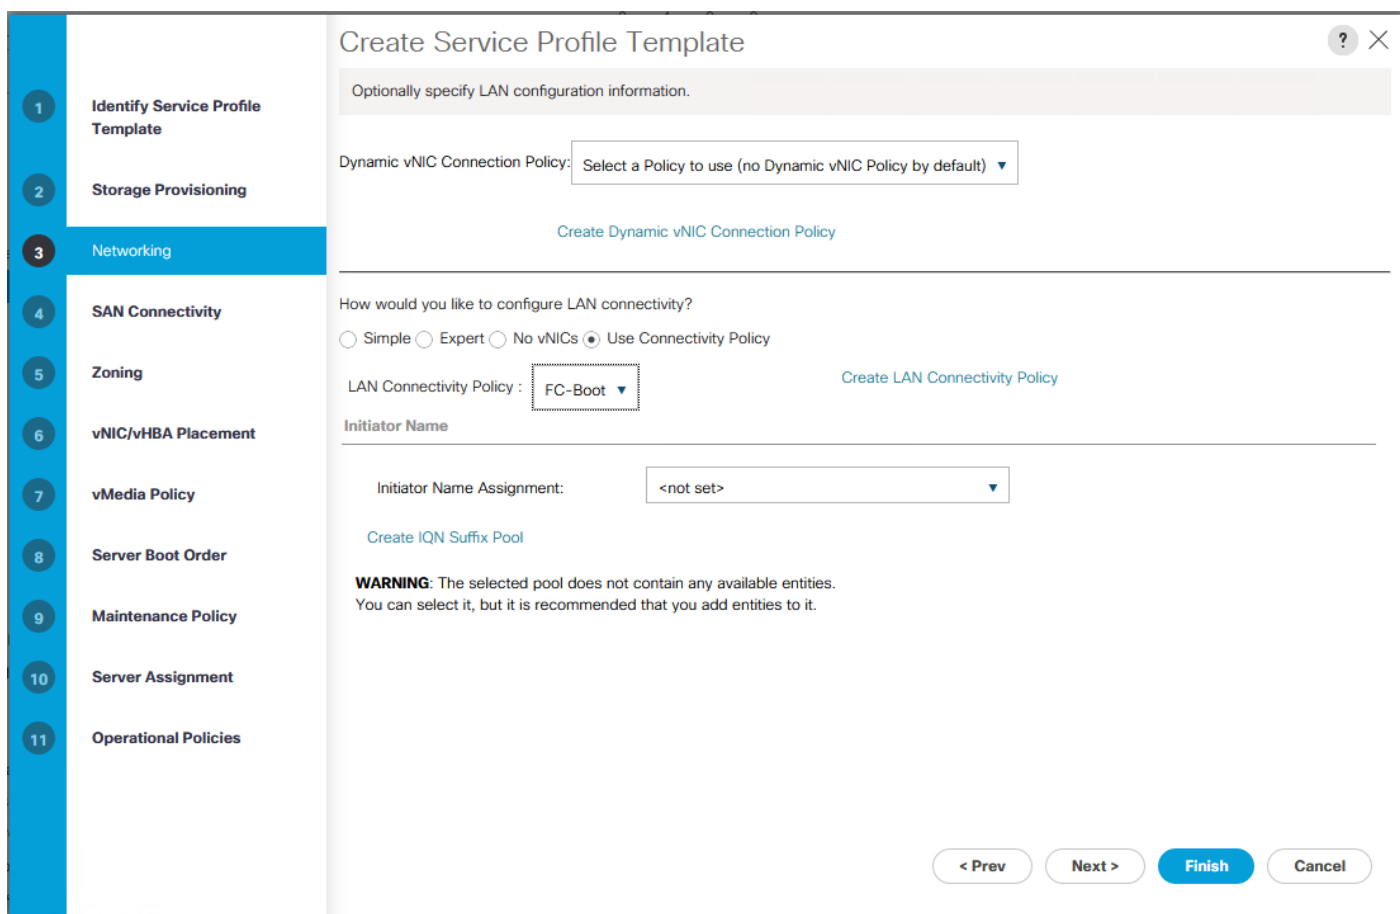 Create Service Profile Template
?
Optionally specify LAN configuration information.
1
Identify Service Profile
Template
2
Storage Provisioning
3
Networking
4
SAN Connectivity
5
Zoning
6
vNIC/vHBA Placement
7
vMedia Policy
8
Server Boot Order
9
Maintenance Policy
10
Server Assignment
11
Operational Policies
Dynamic vNIC Connection Policy: Select a Policy to use (no Dynamic vNIC Policy by default)
Create Dynamic vNIC Connection Policy
How would you like to configure LAN connectivity?
Simple Expert No vNICs Use Connectivity Policy
LAN Connectivity Policy : FC-Boot Create LAN Connectivity Policy
Initiator Name
Initiator Name Assignment: <not set>
Create IQN Suffix Pool
WARNING: The selected pool does not contain any available entities.
You can select it, but it is recommended that you add entities to it.
< Prev Next > Finish Cancel